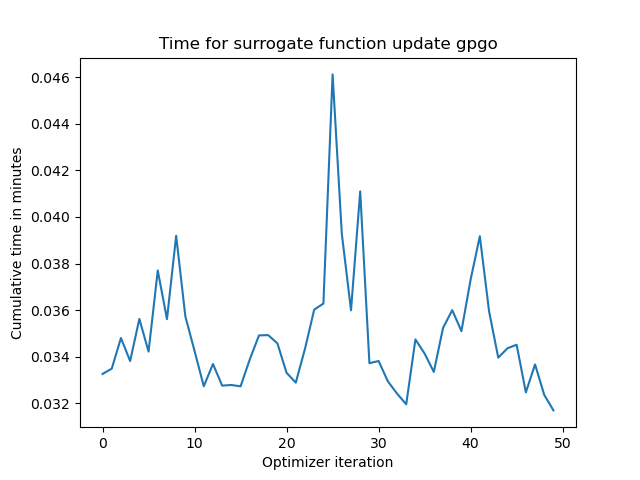 Time for surrogate function update gpgo
Cumulative time in minutes
0.046
0.044
0.042
0.040
0.038
0.036
0.034
0.032
0 10 20 30 40 50
Optimizer iteration